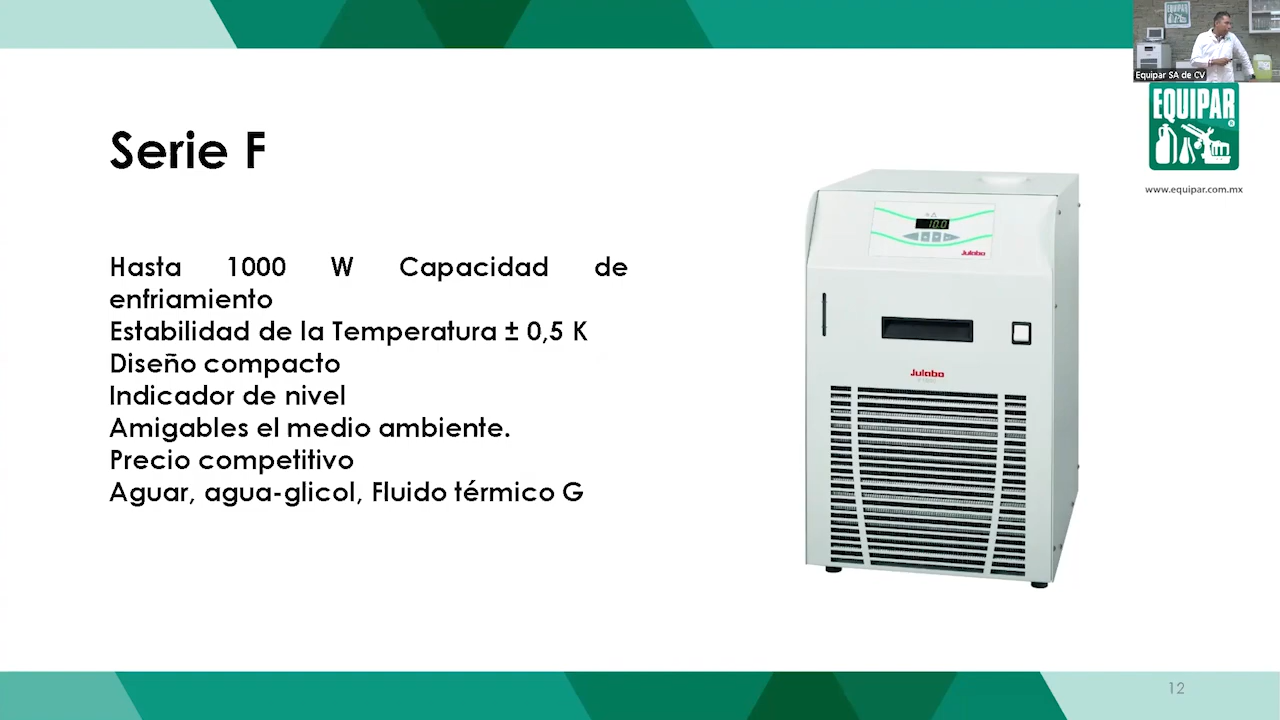 Equipar SA de CV
EQUIPAR
®
www.equipar.com.mx
Serie F
Hasta 1000 W Capacidad de
enfriamiento
Estabilidad de la Temperatura ± 0,5 K
Diseño compacto
Indicador de nivel
Amigables el medio ambiente.
Precio competitivo
Aguar, agua-glicol, Fluido térmico G
10.0
Julabo
Julabo
12